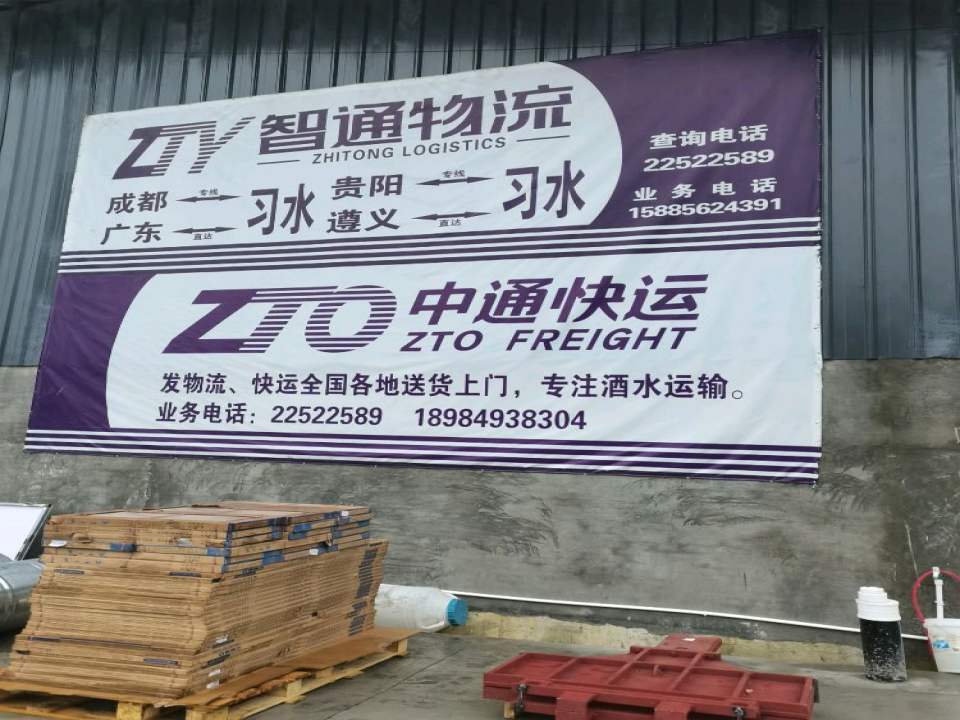 ZTY 智通物流
ZHITONG LOGISTICS
成都 专线 习水 贵阳 专线 习水
广东 直达 遵义 直达
查询电话
22522589
业务电话
15885624391
ZTO 中通快运
ZTO FREIGHT
发物流、快运全国各地送货上门，专注酒水运输。
业务电话：22522589 18984938304